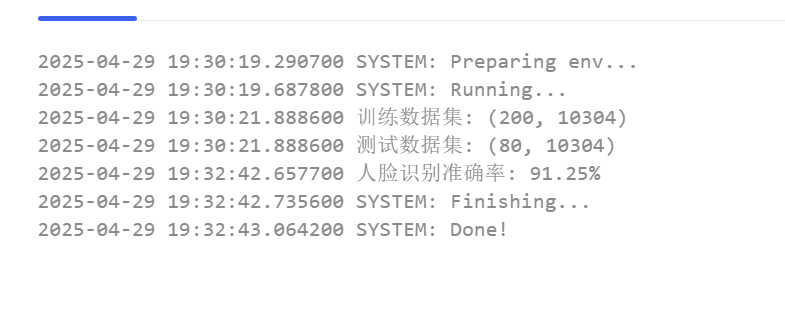 2025-04-29 19:30:19.290700 SYSTEM: Preparing env...
2025-04-29 19:30:19.687800 SYSTEM: Running...
2025-04-29 19:30:21.888600 训练数据集: (200, 10304)
2025-04-29 19:30:21.888600 测试数据集: (80, 10304)
2025-04-29 19:32:42.657700 人脸识别准确率: 91.25%
2025-04-29 19:32:42.735600 SYSTEM: Finishing...
2025-04-29 19:32:43.064200 SYSTEM: Done!